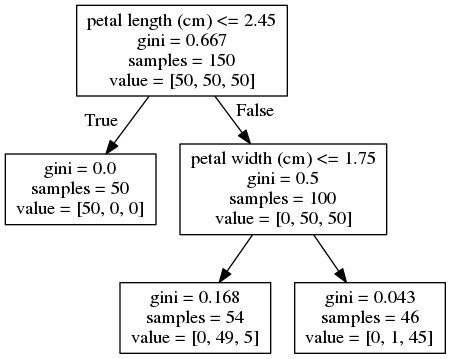 petal length (cm) <= 2.45
gini = 0.667
samples = 150
value = [50, 50, 50]
True
False
gini = 0.0
samples = 50
value = [50, 0, 0]
petal width (cm) <= 1.75
gini = 0.5
samples = 100
value = [0, 50, 50]
gini = 0.168
samples = 54
value = [0, 49, 5]
gini = 0.043
samples = 46
value = [0, 1, 45]